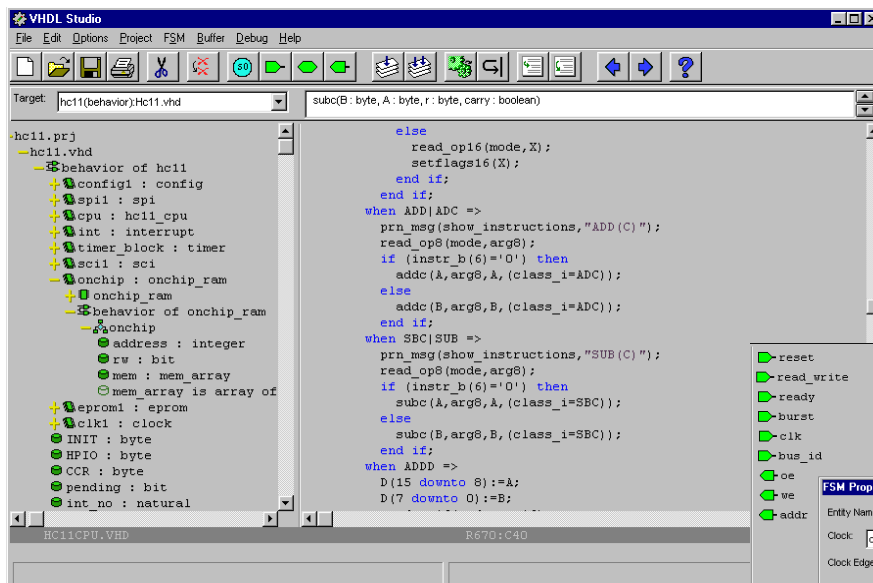 VHDL Studio
File Edit Options Project FSM Buffer Debug Help
S0
Target: hc11(behavior):Hc11.vhd
subc(B : byte, A : byte, r : byte, carry : boolean)
hc11.prj
hc11.vhd
behavior of hc11
config1 : config
spi1 : spi
cpu : hc11_cpu
int : interrupt
timer_block : timer
sci1 : sci
onchip : onchip_ram
onchip_ram
behavior of onchip_ram
onchip
address : integer
rw : bit
mem : mem_array
mem_array is array of
eprom1 : eprom
clk1 : clock
INIT : byte
HPIO : byte
CCR : byte
pending : bit
int_no : natural
else
read_op16(mode,X);
setflags16(X);
end if;
end if;
when ADD|ADC =>
prn_msg(show_instructions,"ADD(C)");
read_op8(mode,arg8);
if (instr_b(6)='0') then
addc(A,arg8,A,(class_i=ADC));
else
addc(B,arg8,B,(class_i=ADC));
end if;
when SBC|SUB =>
prn_msg(show_instructions,"SUB(C)");
read_op8(mode,arg8);
if (instr_b(6)='0') then
subc(A,arg8,A,(class_i=SBC));
else
subc(B,arg8,B,(class_i=SBC));
end if;
when ADDD =>
D(15 downto 8):=A;
D(7 downto 0):=B;
reset
read_write
ready
burst
clk
bus_id
oe
we
addr
FSM Prop
Entity Nam
Clock:
Clock Edge
HC11CPU.VHD
R670:C40